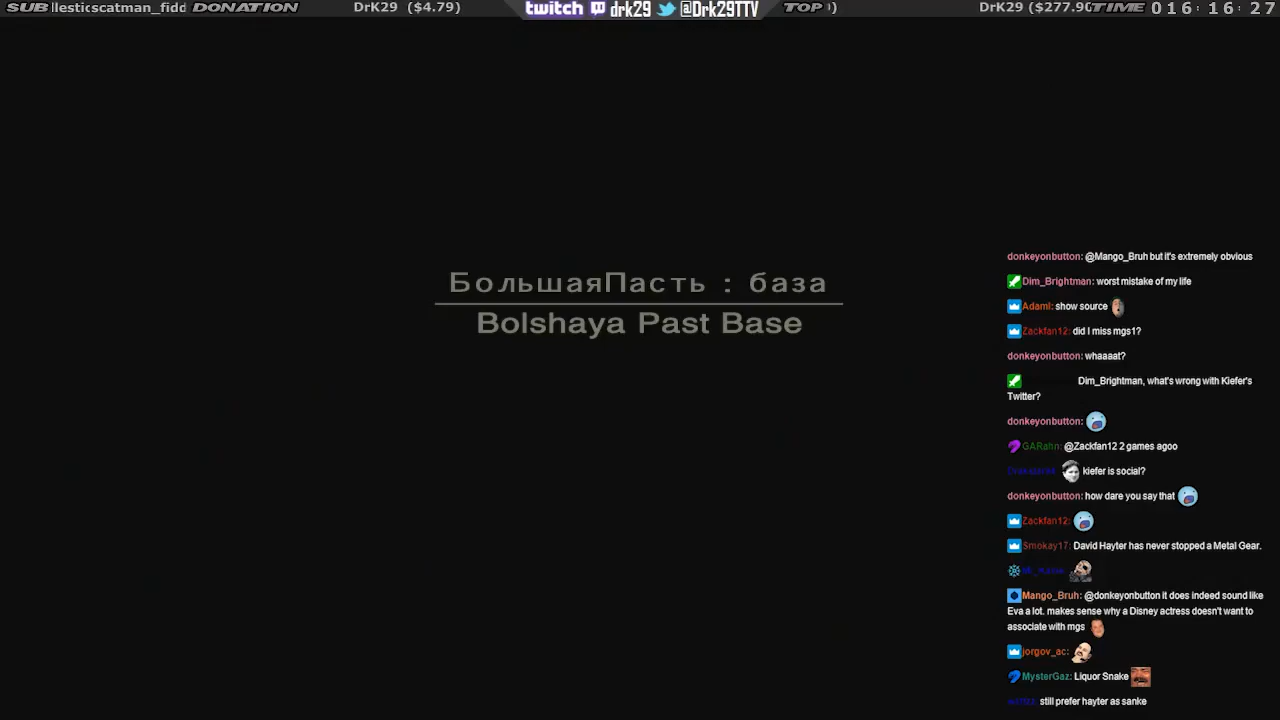 SUB llesticscatman_fidd DONATION DrK29 ($4.79) twitch drk29 @Drk29TTV TOP :) DrK29 ($277.90 TIME 016:16:27
БольшаяПасть : база
Bolshaya Past Base
donkeyonbutton: @Mango_Bruh but it's extremely obvious
Dim_Brightman: worst mistake of my life
Adaml: show source
Zackfan12: did I miss mgs1?
donkeyonbutton: whaaaat?
Dim_Brightman, what's wrong with Kiefer's
Twitter?
donkeyonbutton:
GARahn: @Zackfan12 2 games agoo
kiefer is social?
donkeyonbutton: how dare you say that
Zackfan12:
Smokay17: David Hayter has never stopped a Metal Gear.
Mango_Bruh: @donkeyonbutton it does indeed sound like
Eva a lot. makes sense why a Disney actress doesn't want to
associate with mgs
jorgov_ac:
MysterGaz: Liquor Snake
still prefer hayter as sanke